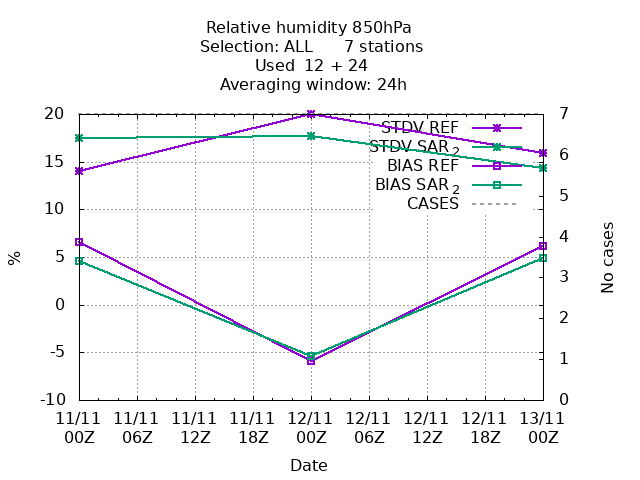 Relative humidity 850hPa
Selection: ALL 7 stations
Used 12 + 24
Averaging window: 24h
STDV REF
STDV SAR 2
BIAS REF
BIAS SAR 2
CASES
20
15
10
5
0
-5
-10
%
7
6
5
4
3
2
1
0
No cases
11/11 11/11 11/11 11/11 12/11 12/11 12/11 12/11 13/11
00Z 06Z 12Z 18Z 00Z 06Z 12Z 18Z 00Z
Date